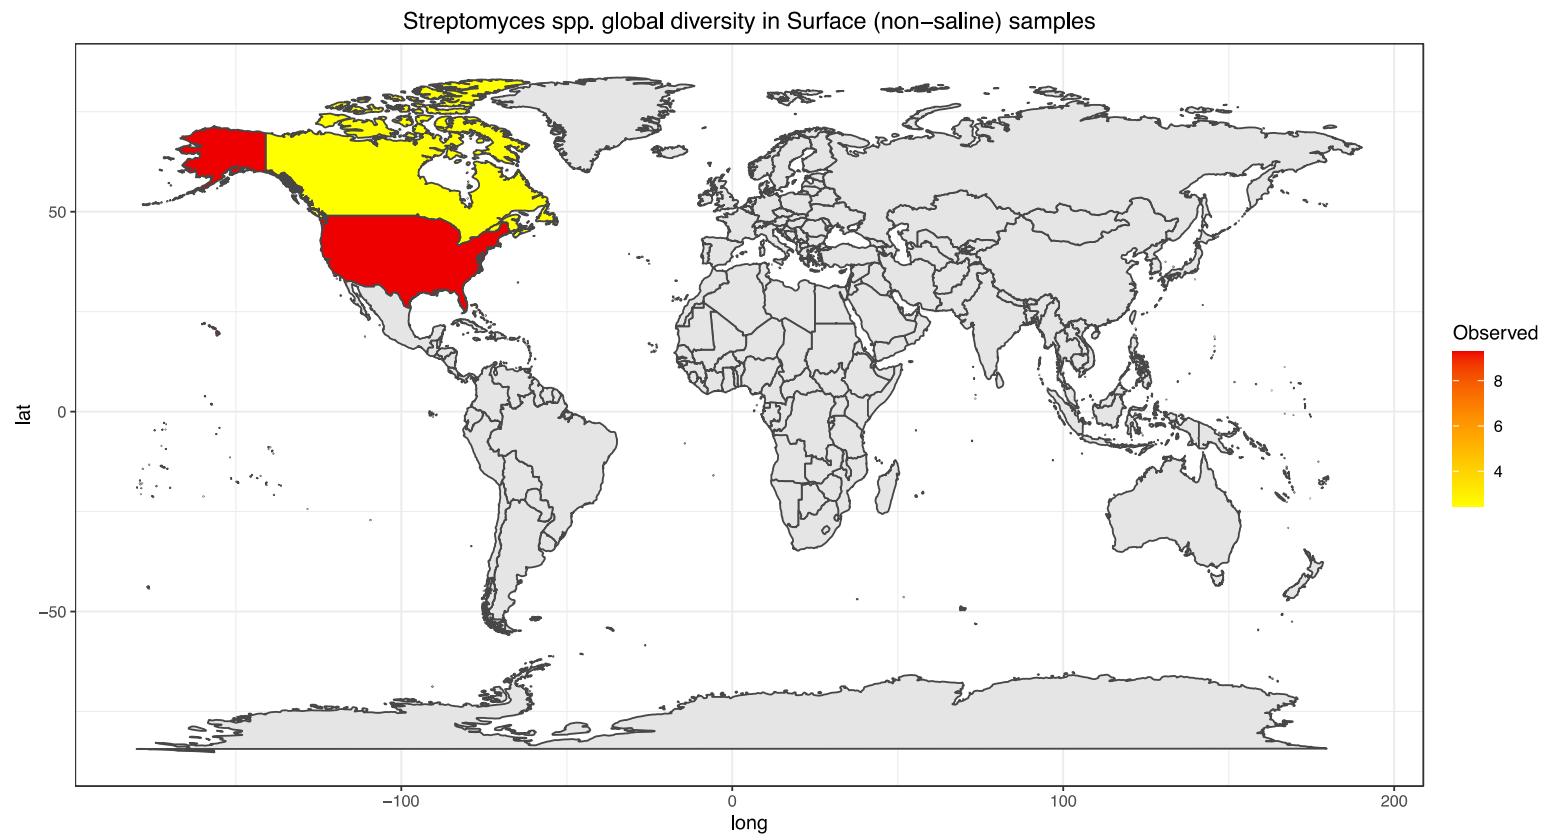 Streptomyces spp. global diversity in Surface (non−saline) samples
50
0
−50
lat
−100
0
100
200
long
Observed
8
6
4